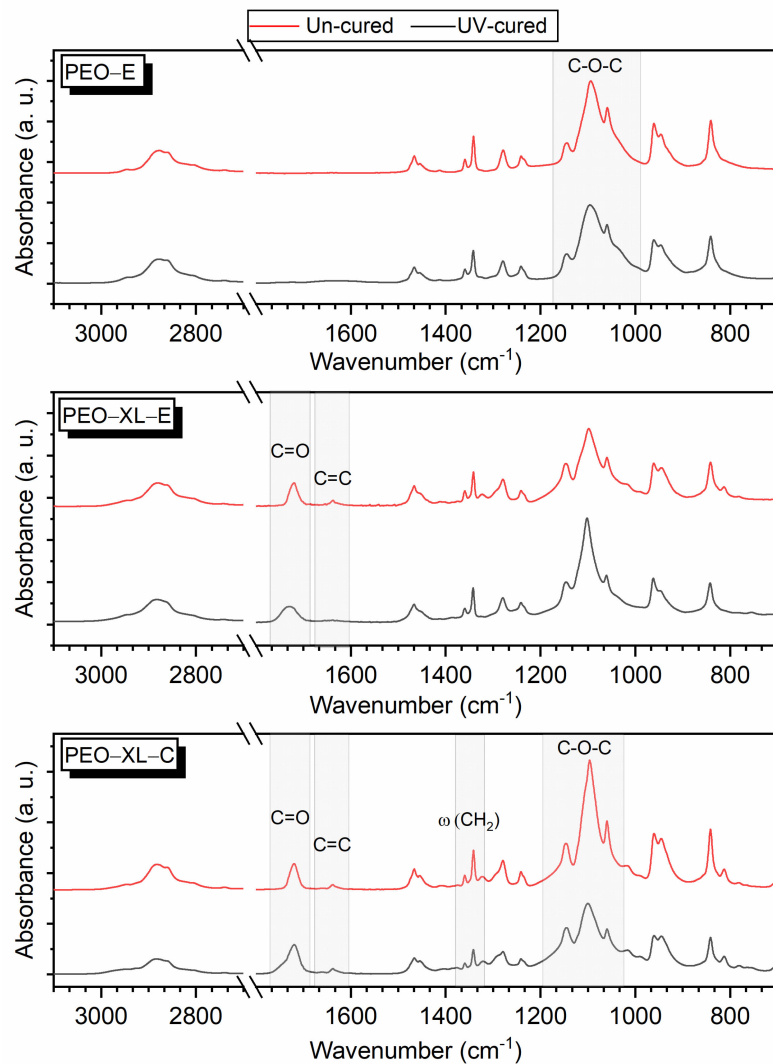 Un-cured UV-cured
PEO–E
C-O-C
Absorbance (a. u.)
3000 2800 1600 1400 1200 1000 800
Wavenumber (cm⁻¹)
PEO–XL–E
C=O
C=C
Absorbance (a. u.)
3000 2800 1600 1400 1200 1000 800
Wavenumber (cm⁻¹)
PEO–XL–C
C-O-C
C=O
ω (CH₂)
C=C
Absorbance (a. u.)
3000 2800 1600 1400 1200 1000 800
Wavenumber (cm⁻¹)